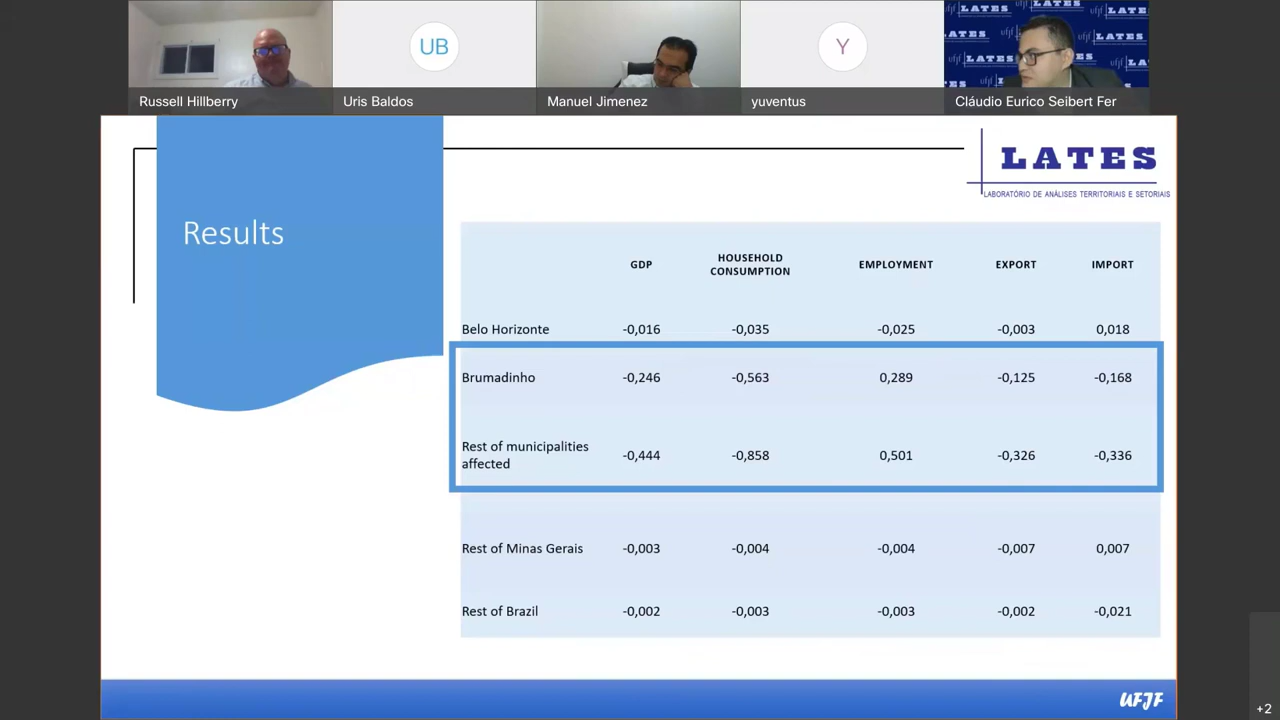 UB
Y
Russell Hillberry
Uris Baldos
Manuel Jimenez
yuventus
Cláudio Eurico Seibert Fer
LATES
LABORATÓRIO DE ANÁLISES TERRITORIAIS E SETORIAIS
Results
GDP HOUSEHOLD CONSUMPTION EMPLOYMENT EXPORT IMPORT
Belo Horizonte -0,016 -0,035 -0,025 -0,003 0,018
Brumadinho -0,246 -0,563 0,289 -0,125 -0,168
Rest of municipalities affected -0,444 -0,858 0,501 -0,326 -0,336
Rest of Minas Gerais -0,003 -0,004 -0,004 -0,007 0,007
Rest of Brazil -0,002 -0,003 -0,003 -0,002 -0,021
UFJF
+2